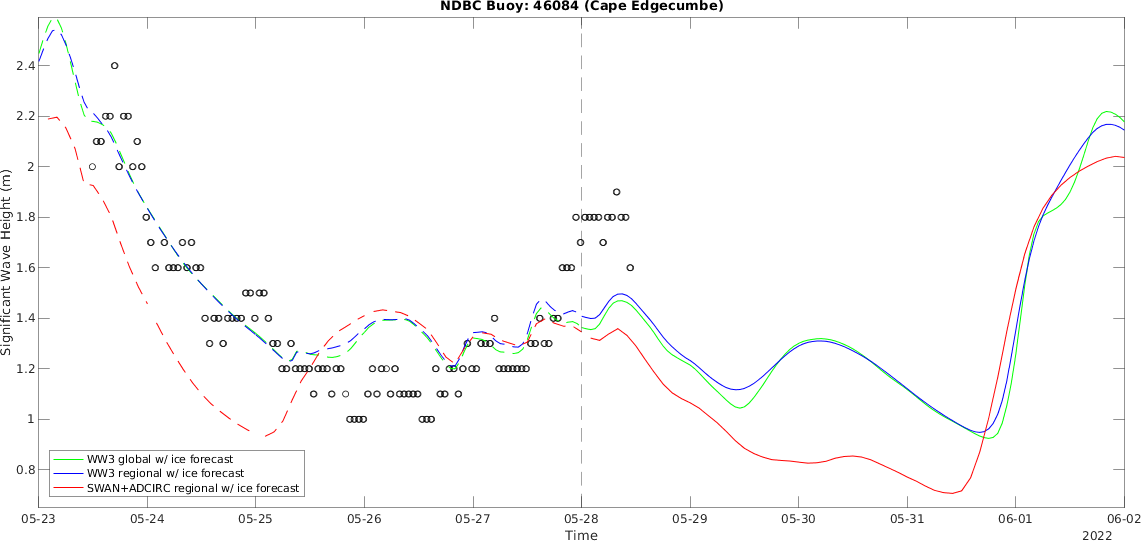 NDBC Buoy: 46084 (Cape Edgecumbe)
Significant Wave Height (m)
2.4
2.2
2
1.8
1.6
1.4
1.2
1
0.8
WW3 global w/ ice forecast
WW3 regional w/ ice forecast
SWAN+ADCIRC regional w/ ice forecast
05-23 05-24 05-25 05-26 05-27 05-28 05-29 05-30 05-31 06-01 06-02
Time
2022